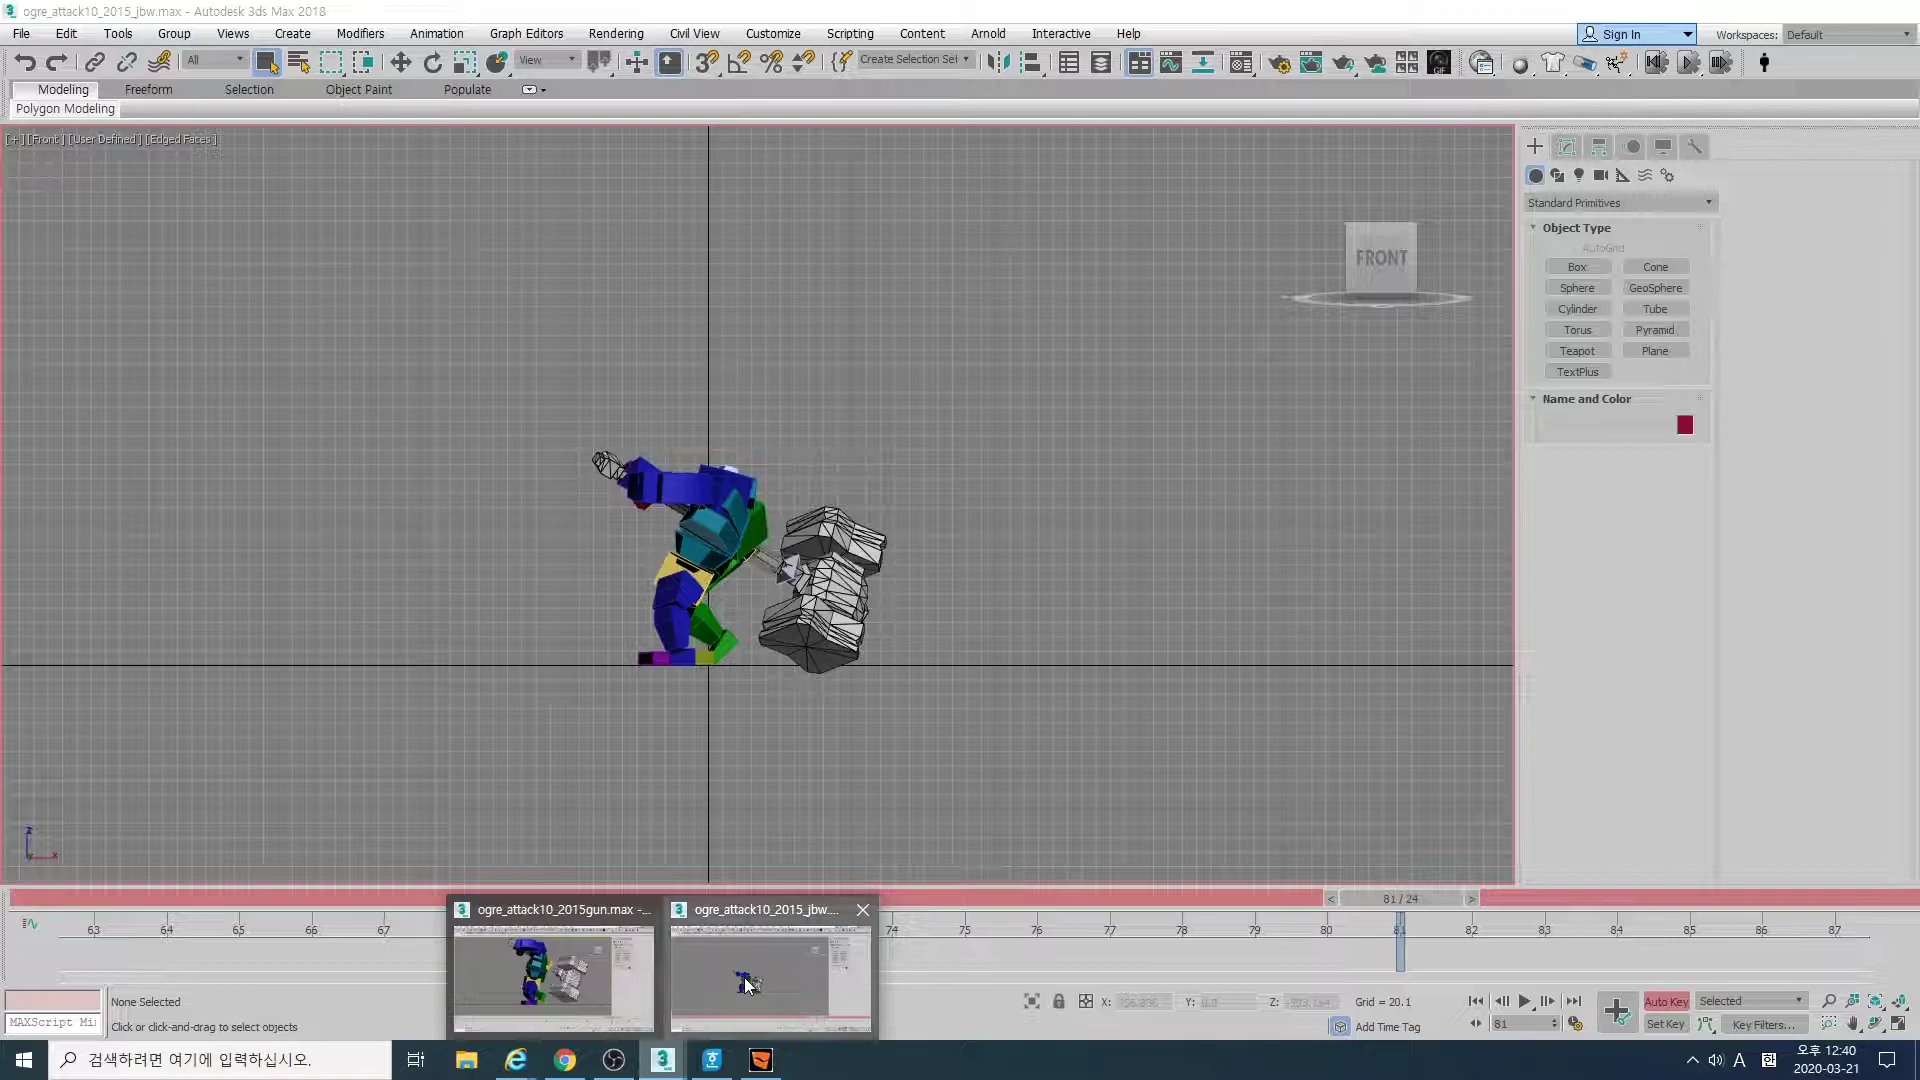 ogre_attack10_2015_jbw.max - Autodesk 3ds Max 2018
File Edit Tools Group Views Create Modifiers Animation Graph Editors Rendering Civil View Customize Scripting Content Arnold Interactive Help
Sign In
Workspaces: Default
All
View
Create Selection Set
GIF
Modeling Freeform Selection Object Paint Populate
Polygon Modeling
[+] [Front] [User Defined] [Edged Faces]
FRONT
Standard Primitives
Object Type
AutoGrid
Box Cone
Sphere GeoSphere
Cylinder Tube
Torus Pyramid
Teapot Plane
TextPlus
Name and Color
z
x
< 81 / 24 >
63 64 65 66 67 74 75 76 77 78 79 80 81 82 83 84 85 86 87
ogre_attack10_2015gun.max -...
ogre_attack10_2015_jbw....
None Selected
MAXScript Mi
Click or click-and-drag to select objects
X:
Y: 0.0
Z:
Grid = 20.1
Add Time Tag
81
Auto Key Selected
Set Key Key Filters...
검색하려면 여기에 입력하십시오.
A
오후 12:40
2020-03-21